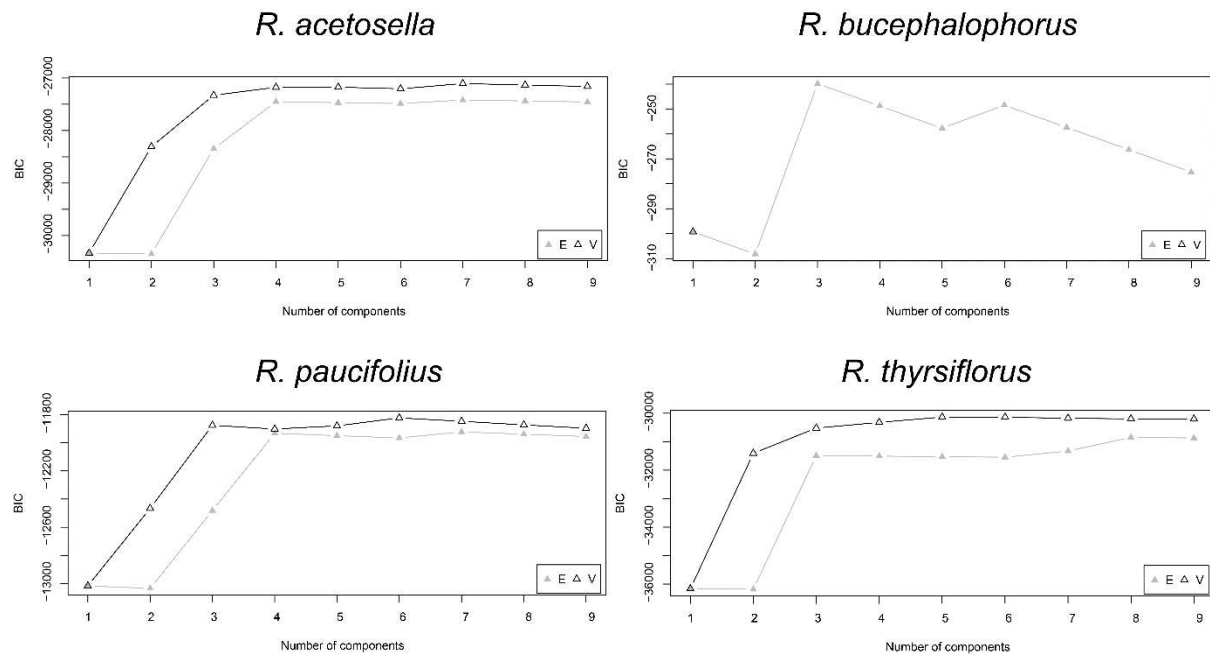 R. acetosella
BIC
−27000
−28000
−29000
−30000
1 2 3 4 5 6 7 8 9
Number of components
E V
R. bucephalophorus
BIC
−250
−270
−290
−310
1 2 3 4 5 6 7 8 9
Number of components
E V
R. paucifolius
BIC
−11800
−12200
−12600
−13000
1 2 3 4 5 6 7 8 9
Number of components
E V
R. thyrsiflorus
BIC
−30000
−32000
−34000
−36000
1 2 3 4 5 6 7 8 9
Number of components
E V